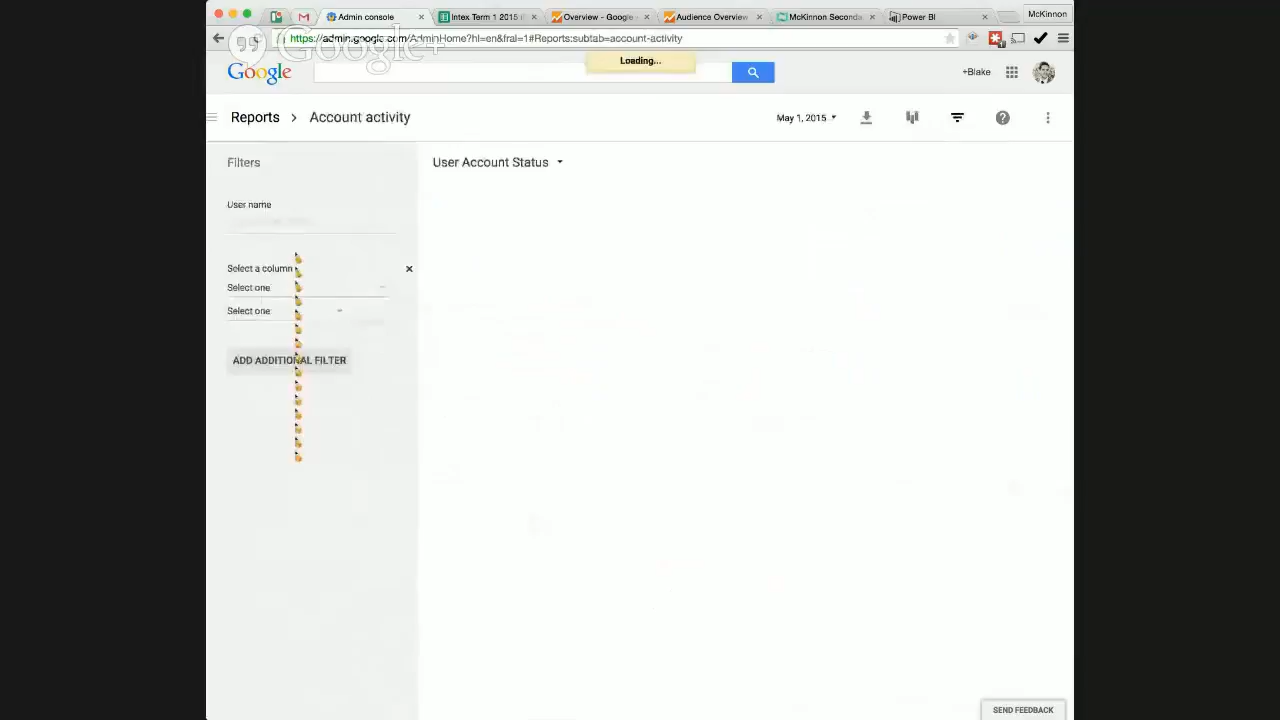 McKinnon
Admin console
Intex Term 1 2015 (
Overview - Google
Audience Overview
McKinnon Seconda
Power BI
https://admin.google.com/AdminHome?hl=en&fral=1#Reports:subtab=account-activity
Google+
Loading...
Google
+Blake
Reports > Account activity
May 1, 2015
Filters
User Account Status
User name
Select a column
Select one
Select one
ADD ADDITIONAL FILTER
SEND FEEDBACK